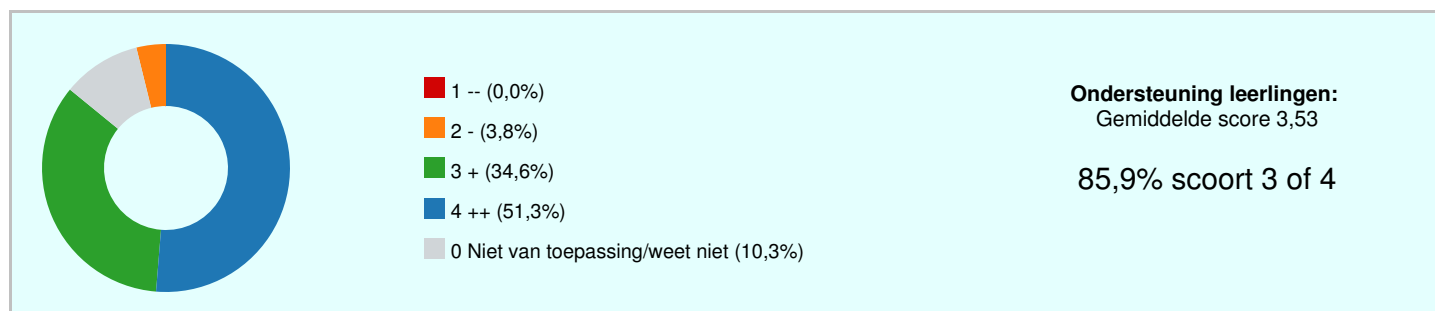 1 -- (0,0%)
2 - (3,8%)
3 + (34,6%)
4 ++ (51,3%)
0 Niet van toepassing/weet niet (10,3%)
Ondersteuning leerlingen:
Gemiddelde score 3,53
85,9% scoort 3 of 4